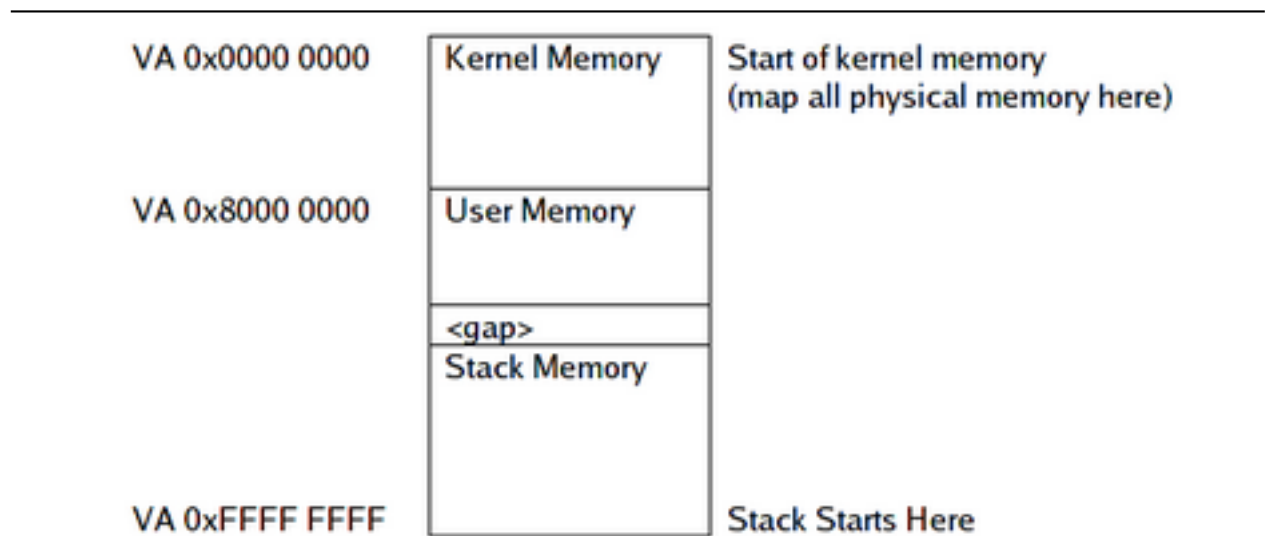 VA 0x0000 0000 Kernel Memory Start of kernel memory
(map all physical memory here)
VA 0x8000 0000 User Memory
<gap>
Stack Memory
VA 0xFFFF FFFF Stack Starts Here